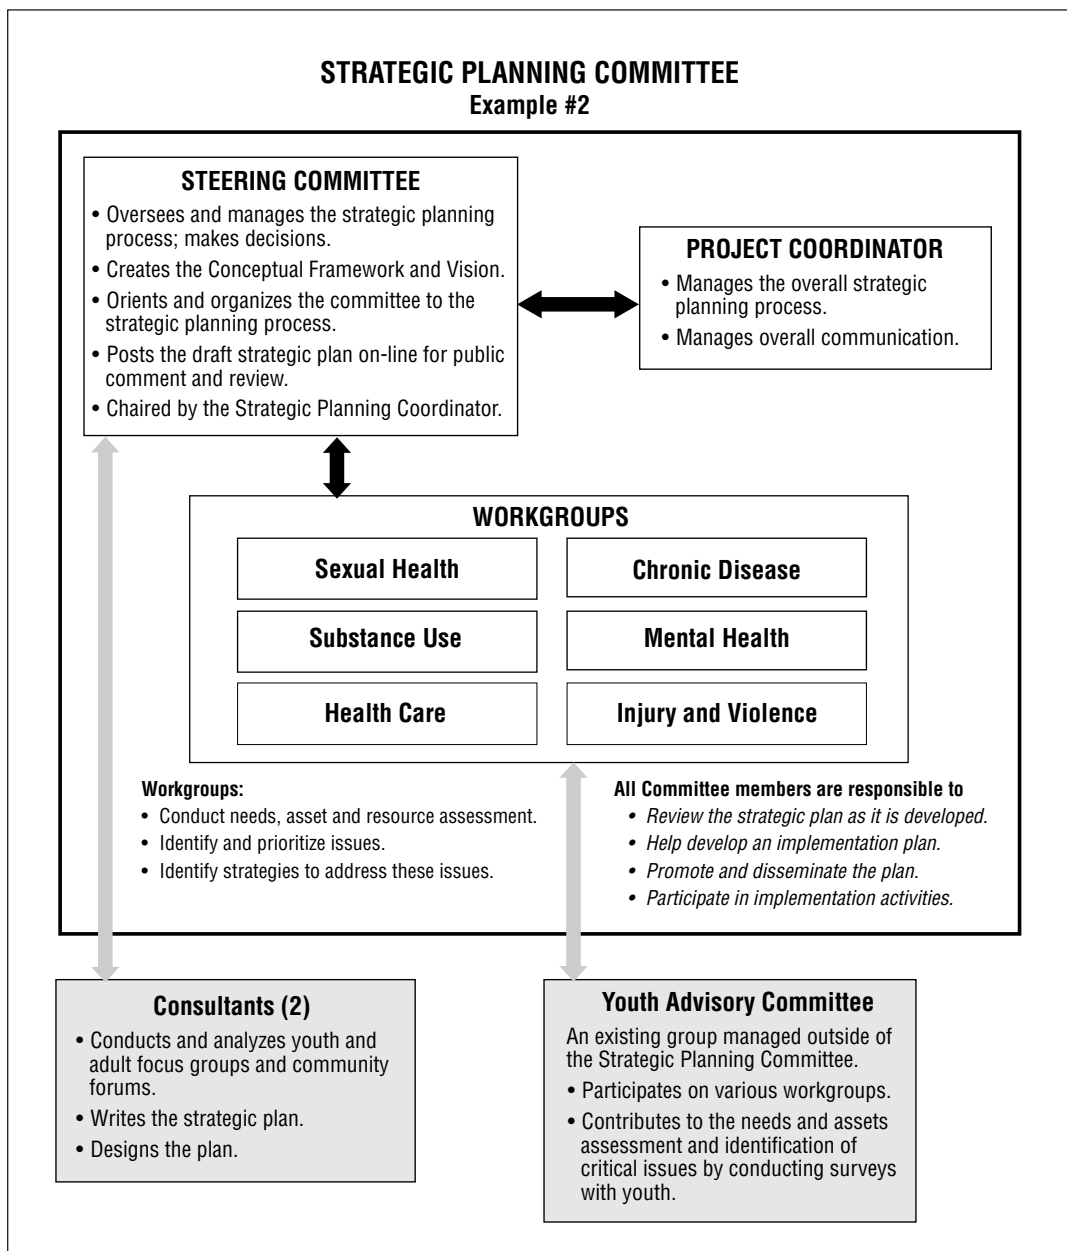 STRATEGIC PLANNING COMMITTEE
Example #2
STEERING COMMITTEE
• Oversees and manages the strategic planning
process; makes decisions.
• Creates the Conceptual Framework and Vision.
• Orients and organizes the committee to the
strategic planning process.
• Posts the draft strategic plan on-line for public
comment and review.
• Chaired by the Strategic Planning Coordinator.
PROJECT COORDINATOR
• Manages the overall strategic
planning process.
• Manages overall communication.
WORKGROUPS
Sexual Health
Chronic Disease
Substance Use
Mental Health
Health Care
Injury and Violence
Workgroups:
• Conduct needs, asset and resource assessment.
• Identify and prioritize issues.
• Identify strategies to address these issues.
All Committee members are responsible to
• Review the strategic plan as it is developed.
• Help develop an implementation plan.
• Promote and disseminate the plan.
• Participate in implementation activities.
Consultants (2)
• Conducts and analyzes youth and
adult focus groups and community
forums.
• Writes the strategic plan.
• Designs the plan.
Youth Advisory Committee
An existing group managed outside of
the Strategic Planning Committee.
• Participates on various workgroups.
• Contributes to the needs and assets
assessment and identification of
critical issues by conducting surveys
with youth.